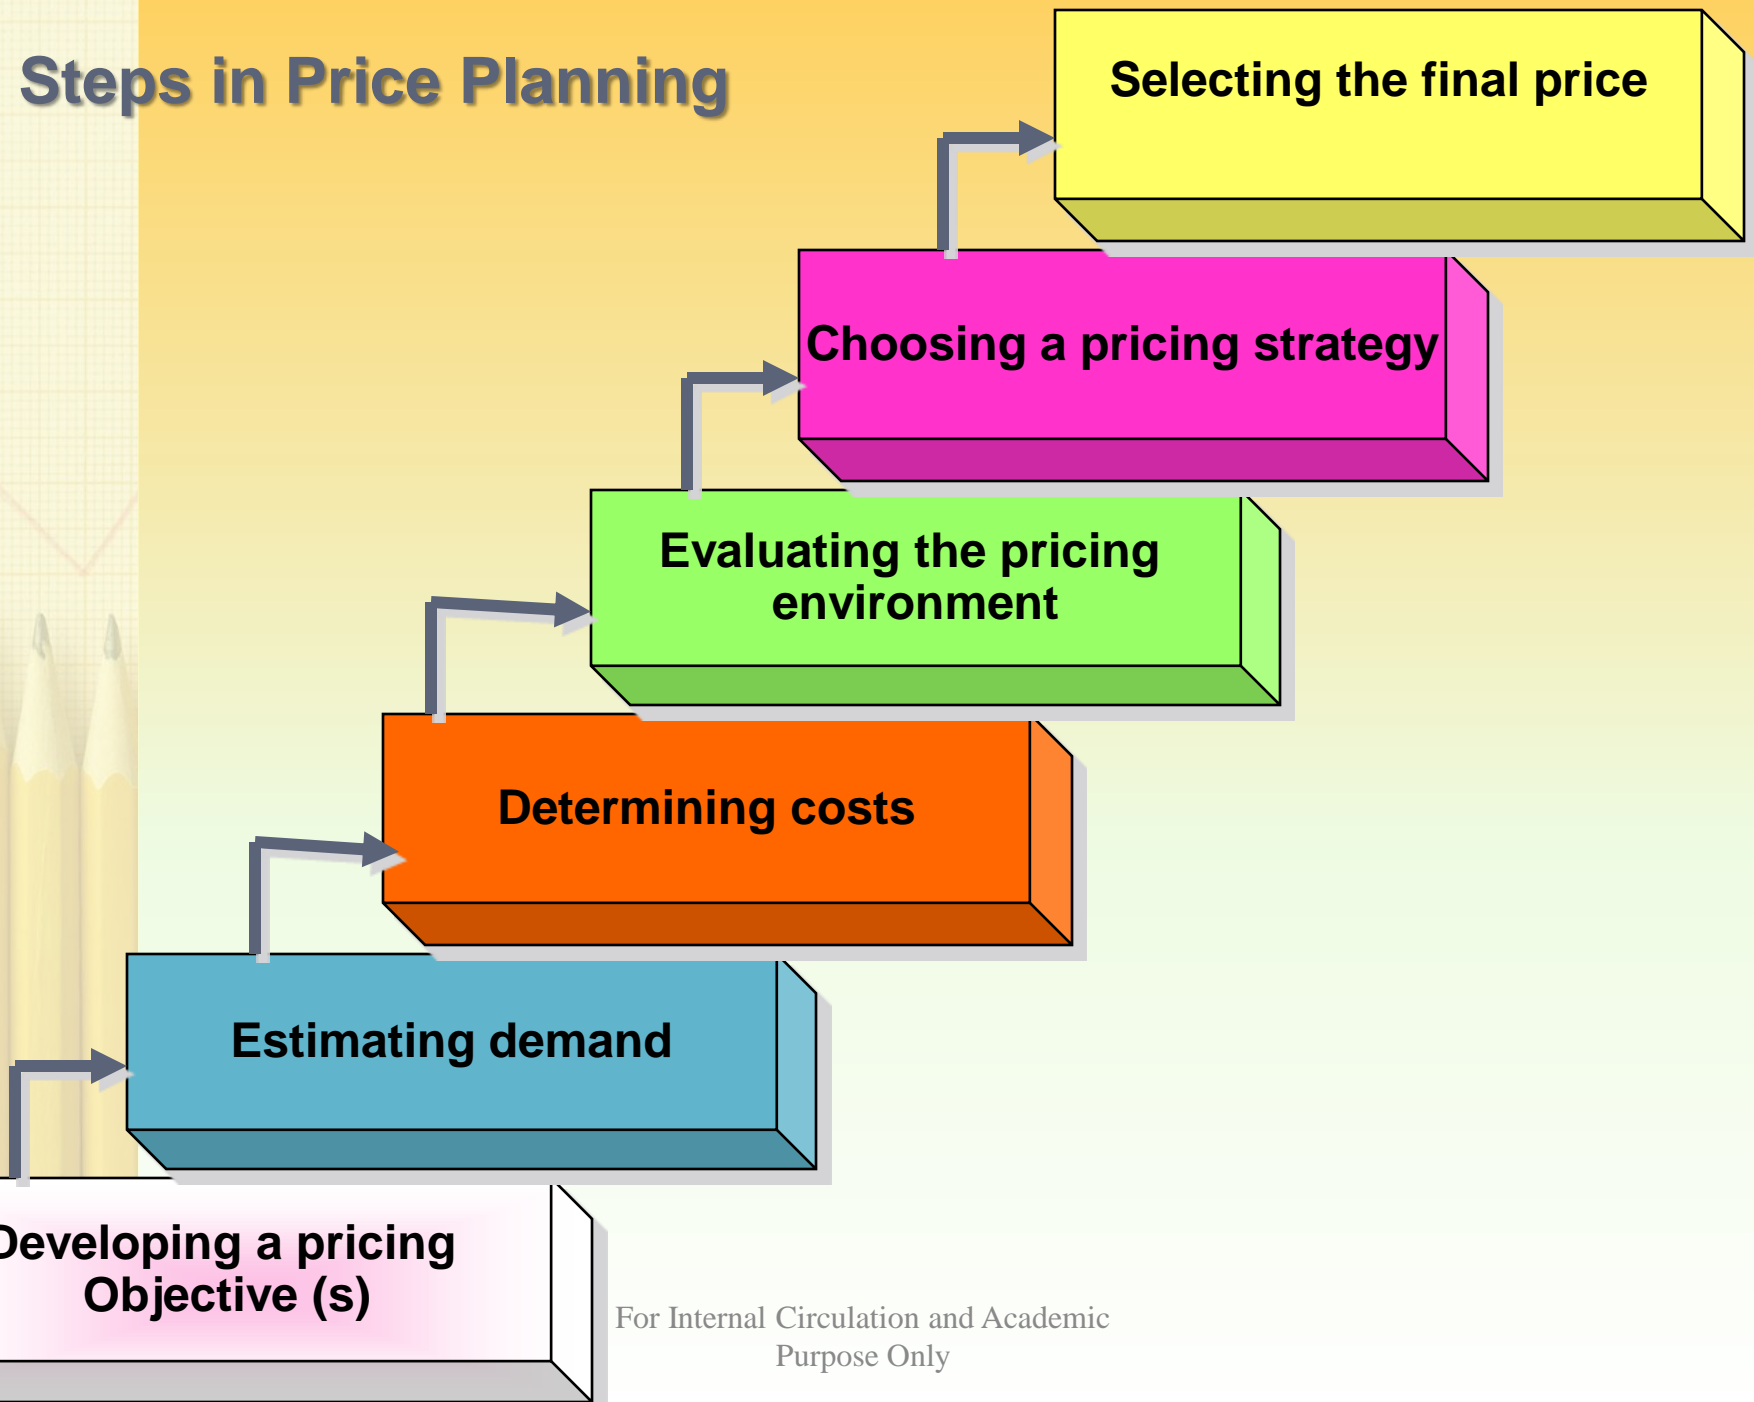 Steps in Price Planning
Selecting the final price
Choosing a pricing strategy
Evaluating the pricing
environment
Determining costs
Estimating demand
Developing a pricing
Objective (s)
For Internal Circulation and Academic
Purpose Only